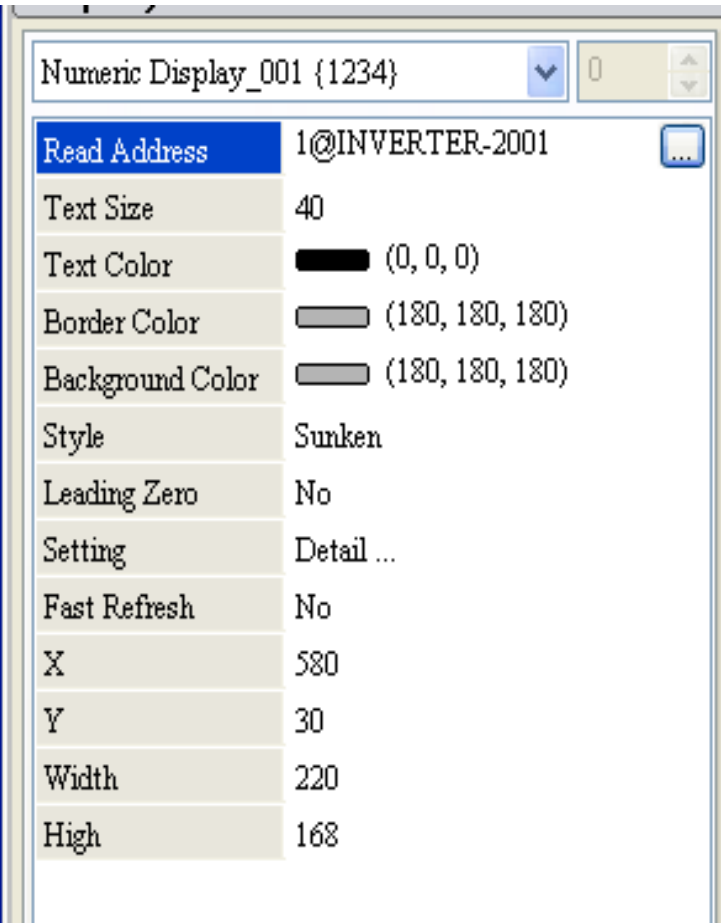 Numeric Display_001 {1234} 0
Read Address 1@INVERTER-2001 ...
Text Size 40
Text Color (0, 0, 0)
Border Color (180, 180, 180)
Background Color (180, 180, 180)
Style Sunken
Leading Zero No
Setting Detail ...
Fast Refresh No
X 580
Y 30
Width 220
High 168